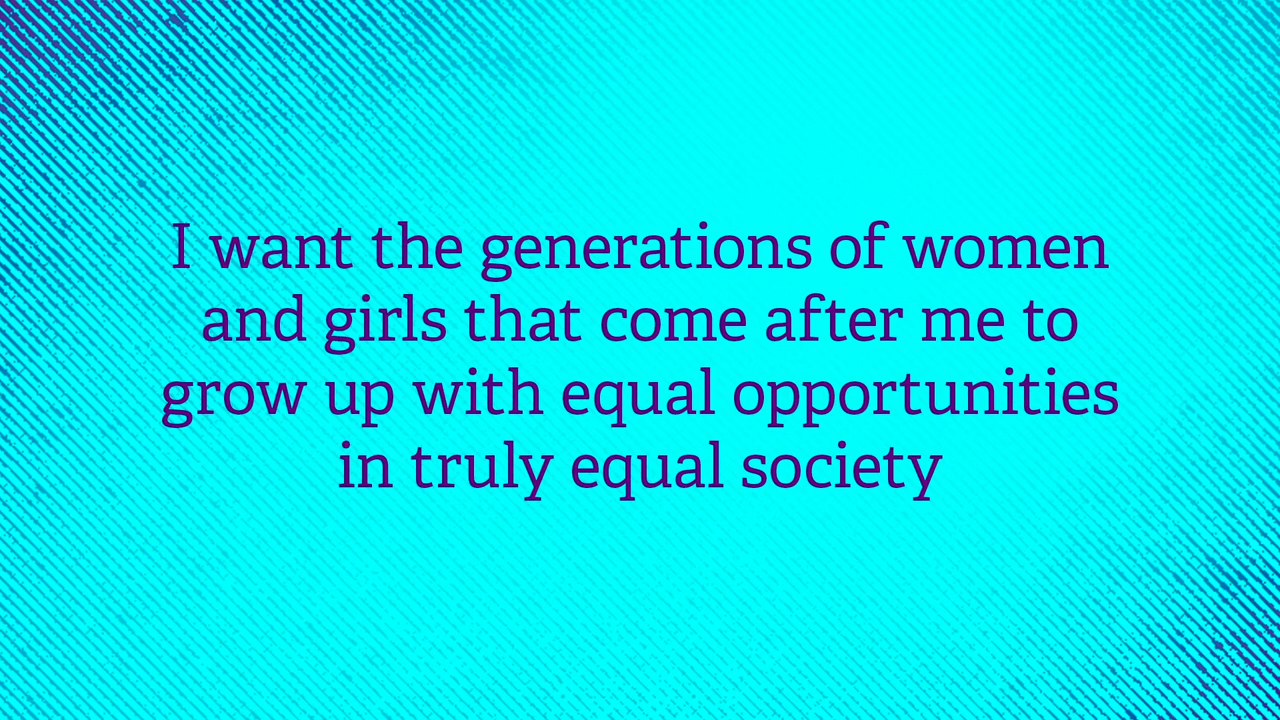 I want the generations of women
and girls that come after me to
grow up with equal opportunities
in truly equal society